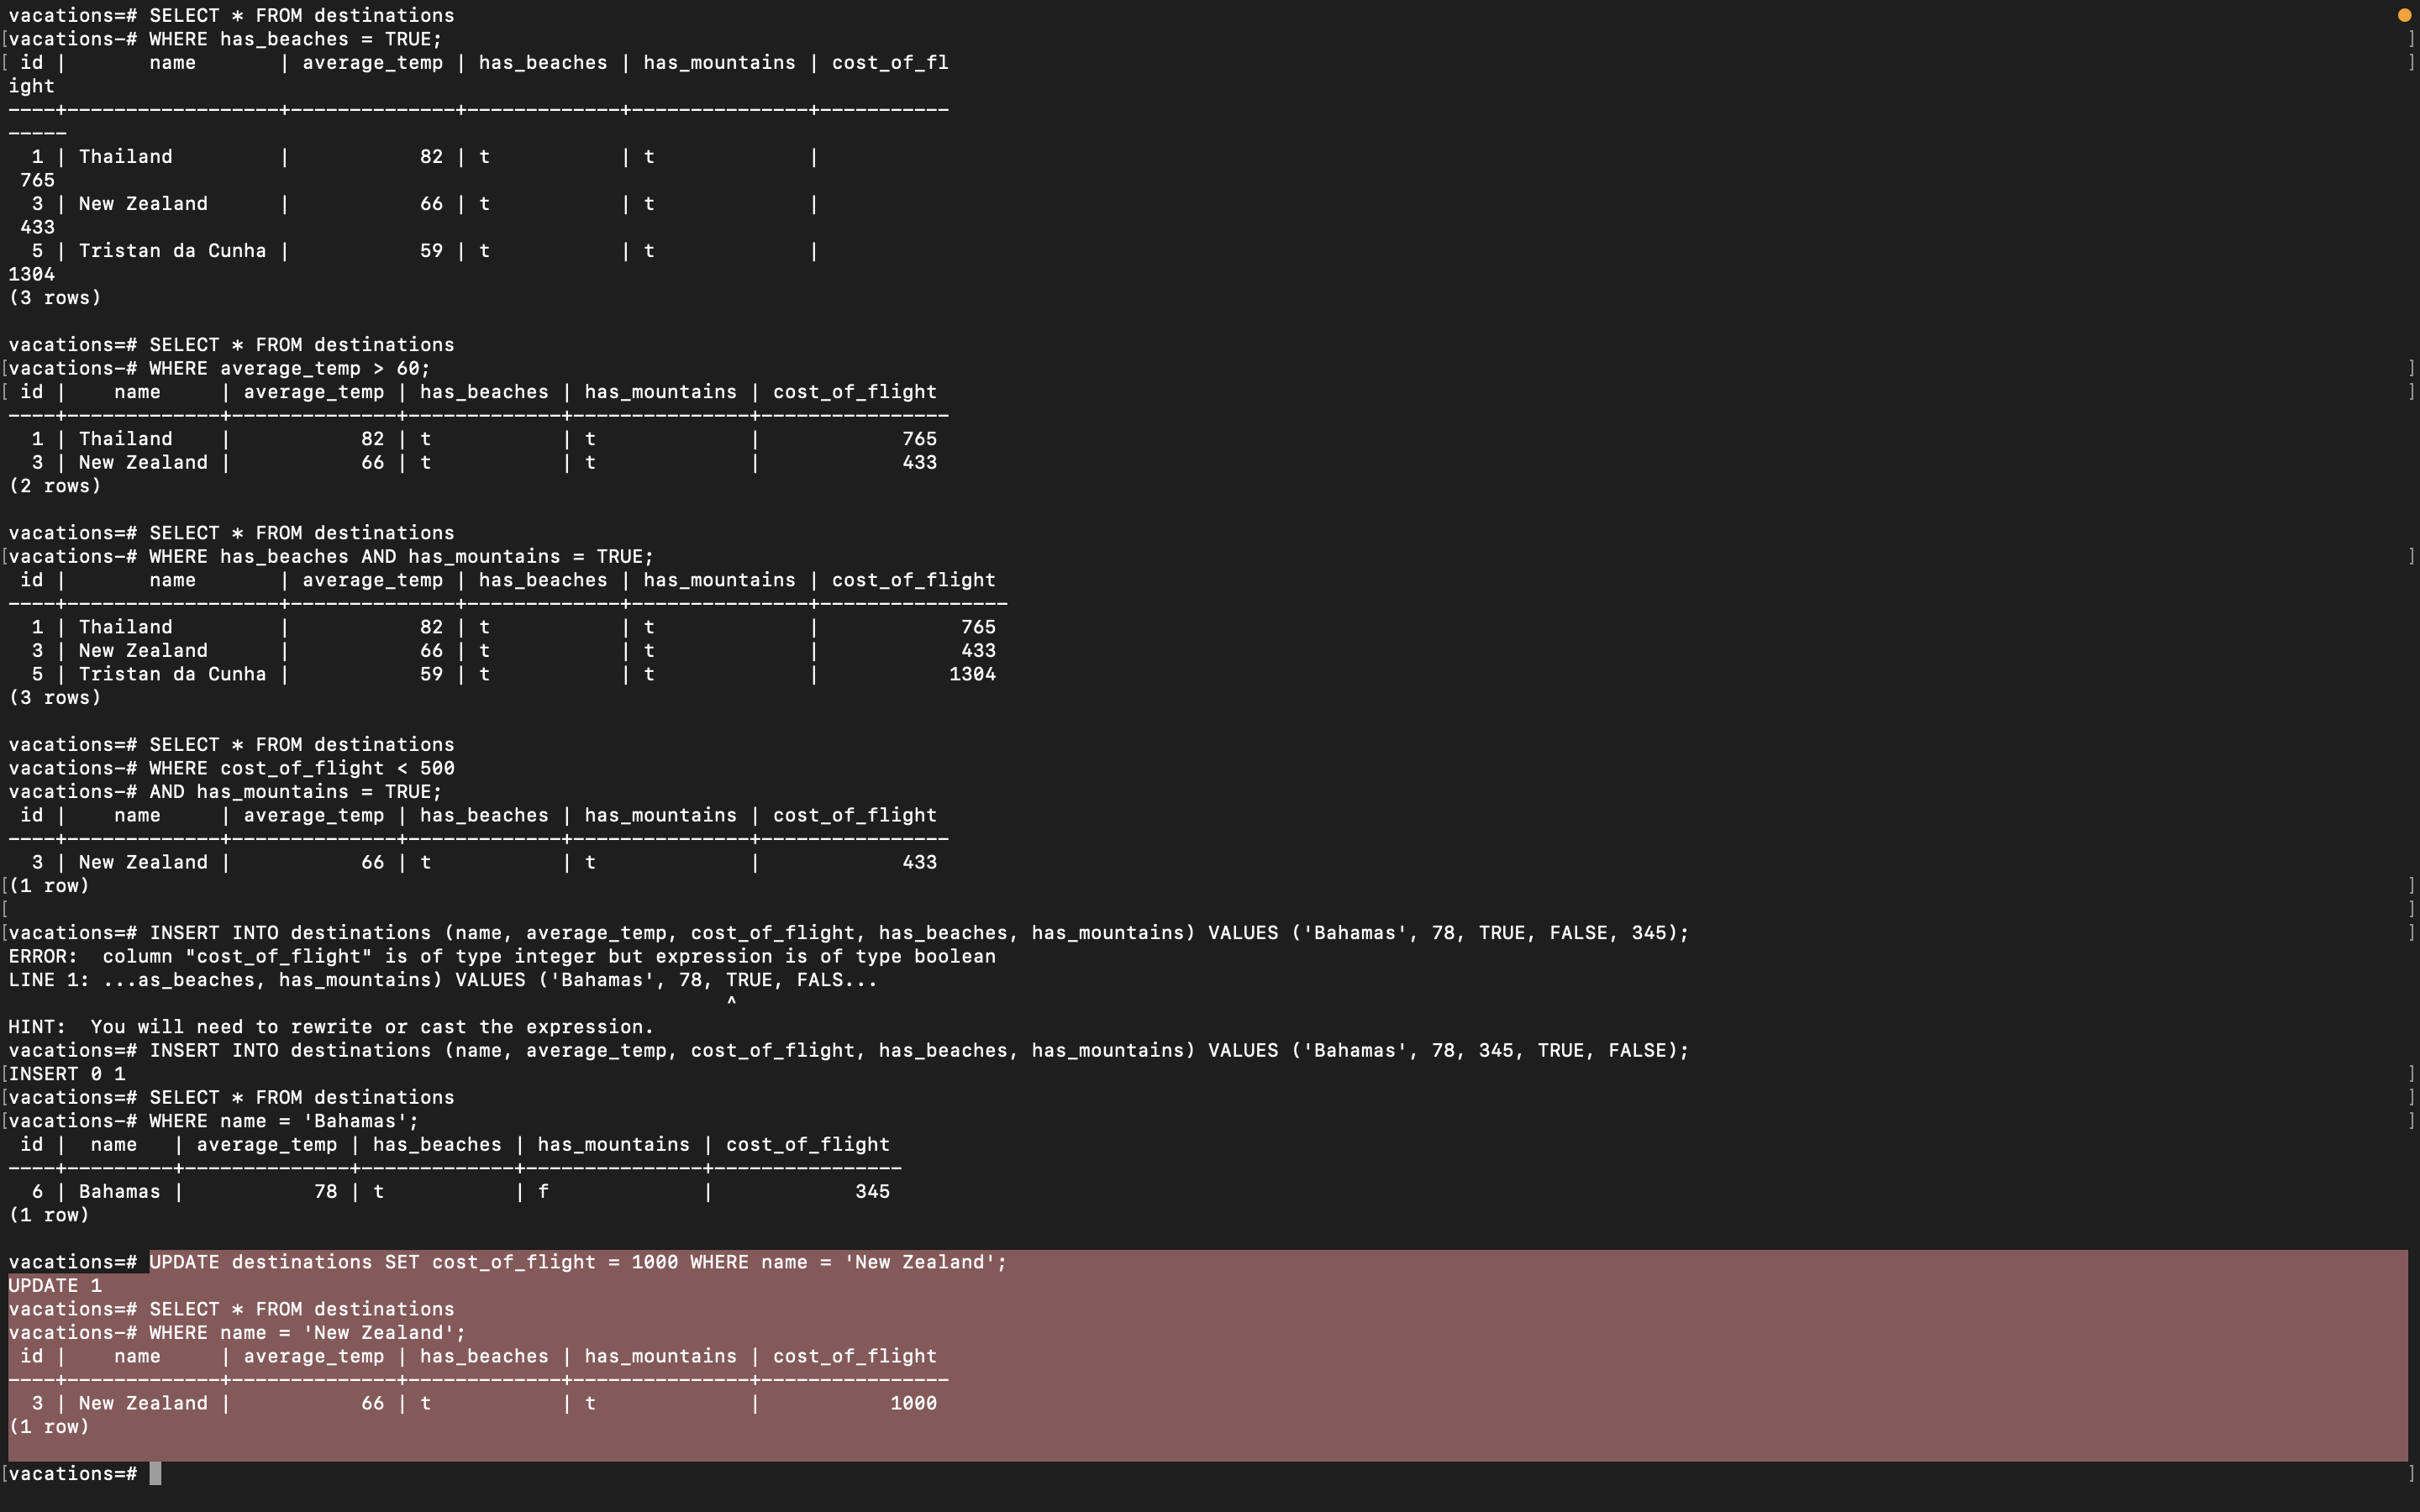 vacations=# SELECT * FROM destinations
[vacations-# WHERE has_beaches = TRUE; ]
[ id |       name       | average_temp | has_beaches | has_mountains | cost_of_fl ]
ight
----+------------------+--------------+-------------+---------------+-----------
-----
  1 | Thailand         |           82 | t           | t             |
 765
  3 | New Zealand      |           66 | t           | t             |
 433
  5 | Tristan da Cunha |           59 | t           | t             |
1304
(3 rows)

vacations=# SELECT * FROM destinations
[vacations-# WHERE average_temp > 60; ]
[ id |    name     | average_temp | has_beaches | has_mountains | cost_of_flight ]
----+-------------+--------------+-------------+---------------+----------------
  1 | Thailand    |           82 | t           | t             |            765
  3 | New Zealand |           66 | t           | t             |            433
(2 rows)

vacations=# SELECT * FROM destinations
[vacations-# WHERE has_beaches AND has_mountains = TRUE; ]
 id |       name       | average_temp | has_beaches | has_mountains | cost_of_flight
----+------------------+--------------+-------------+---------------+----------------
  1 | Thailand         |           82 | t           | t             |            765
  3 | New Zealand      |           66 | t           | t             |            433
  5 | Tristan da Cunha |           59 | t           | t             |           1304
(3 rows)

vacations=# SELECT * FROM destinations
vacations-# WHERE cost_of_flight < 500
vacations-# AND has_mountains = TRUE;
 id |    name     | average_temp | has_beaches | has_mountains | cost_of_flight
----+-------------+--------------+-------------+---------------+----------------
  3 | New Zealand |           66 | t           | t             |            433
[(1 row) ]
[ ]
[vacations=# INSERT INTO destinations (name, average_temp, cost_of_flight, has_beaches, has_mountains) VALUES ('Bahamas', 78, TRUE, FALSE, 345); ]
ERROR:  column "cost_of_flight" is of type integer but expression is of type boolean
LINE 1: ...as_beaches, has_mountains) VALUES ('Bahamas', 78, TRUE, FALS...
                                                             ^
HINT:  You will need to rewrite or cast the expression.
vacations=# INSERT INTO destinations (name, average_temp, cost_of_flight, has_beaches, has_mountains) VALUES ('Bahamas', 78, 345, TRUE, FALSE);
[INSERT 0 1 ]
[vacations=# SELECT * FROM destinations ]
[vacations-# WHERE name = 'Bahamas'; ]
 id |  name   | average_temp | has_beaches | has_mountains | cost_of_flight
----+---------+--------------+-------------+---------------+----------------
  6 | Bahamas |           78 | t           | f             |            345
(1 row)

vacations=# UPDATE destinations SET cost_of_flight = 1000 WHERE name = 'New Zealand';
UPDATE 1
vacations=# SELECT * FROM destinations
vacations-# WHERE name = 'New Zealand';
 id |    name     | average_temp | has_beaches | has_mountains | cost_of_flight
----+-------------+--------------+-------------+---------------+----------------
  3 | New Zealand |           66 | t           | t             |           1000
(1 row)

[vacations=# ]